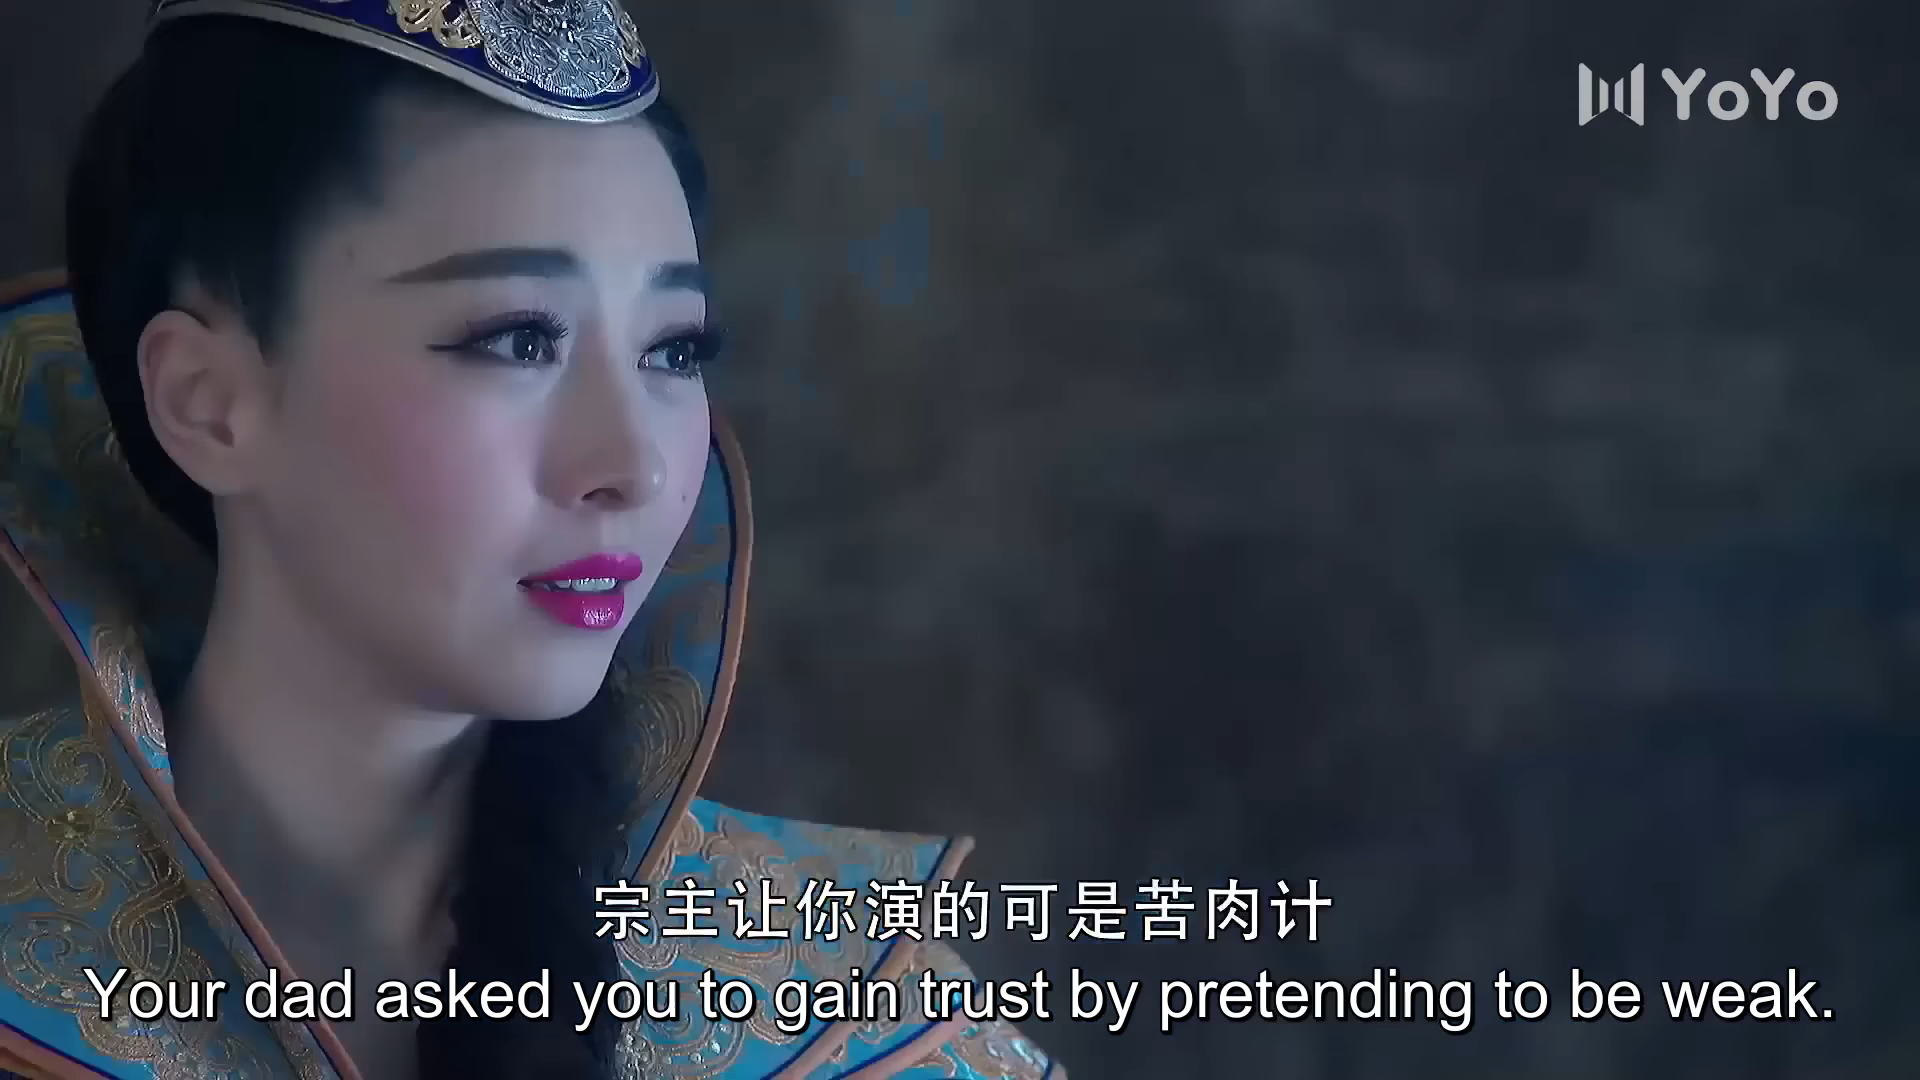 YoYo
宗主让你演的可是苦肉计
Your dad asked you to gain trust by pretending to be weak.